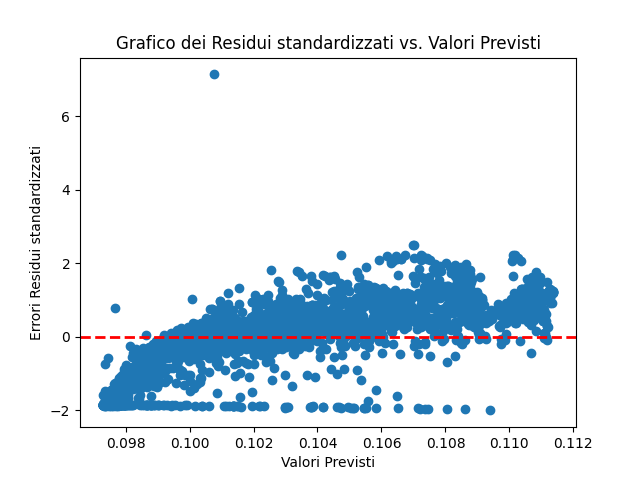 Grafico dei Residui standardizzati vs. Valori Previsti
Errori Residui standardizzati
6
4
2
0
−2
0.098 0.100 0.102 0.104 0.106 0.108 0.110 0.112
Valori Previsti